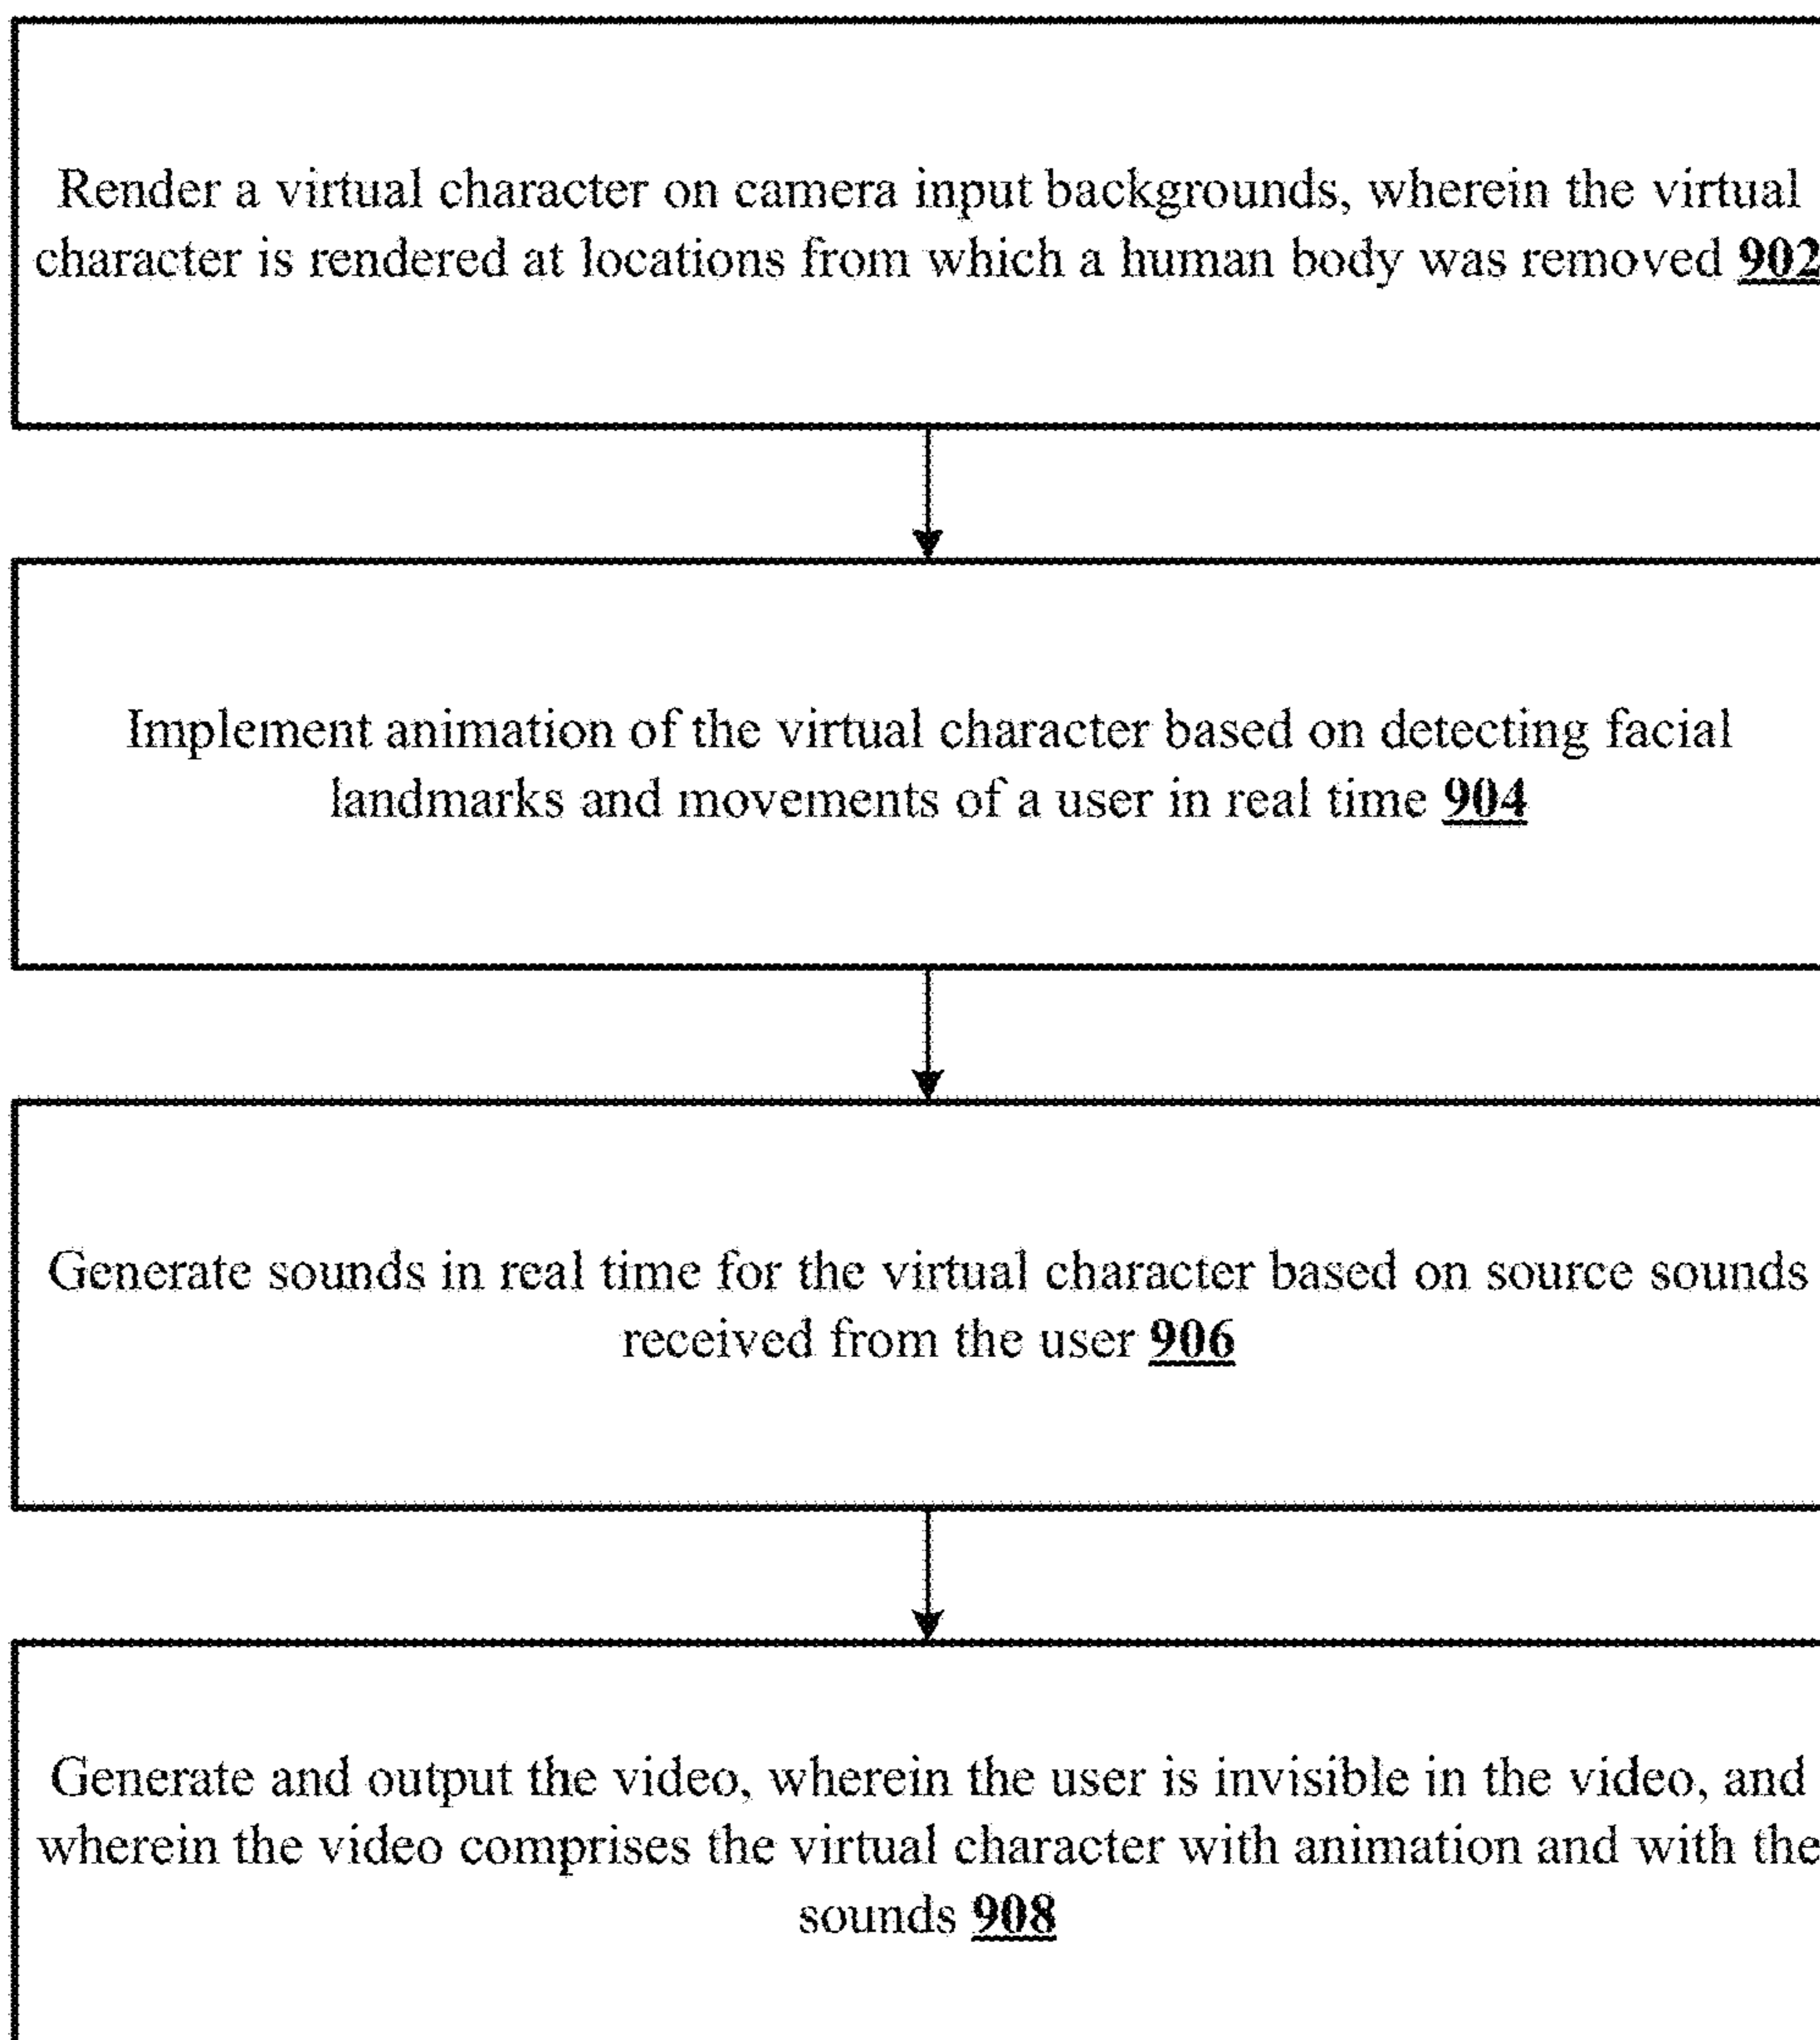 Render a virtual character on camera input backgrounds, wherein the virtual
character is rendered at locations from which a human body was removed 902
Implement animation of the virtual character based on detecting facial
landmarks and movements of a user in real time 904
Generate sounds in real time for the virtual character based on source sounds
received from the user 906
Generate and output the video, wherein the user is invisible in the video, and
wherein the video comprises the virtual character with animation and with the
sounds 908